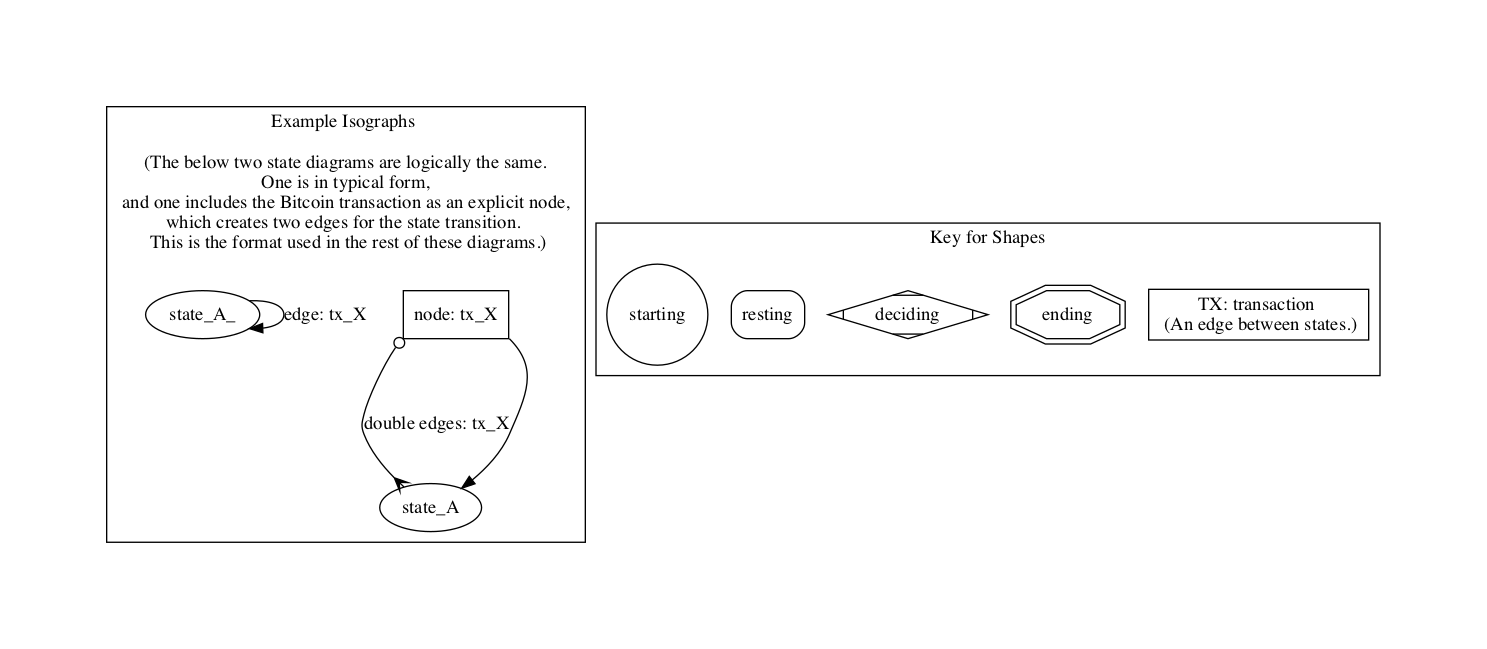 Example Isographs
(The below two state diagrams are logically the same.
One is in typical form,
and one includes the Bitcoin transaction as an explicit node,
which creates two edges for the state transition.
This is the format used in the rest of these diagrams.)
state_A_
edge: tx_X
node: tx_X
double edges: tx_X
state_A
Key for Shapes
starting
resting
deciding
ending
TX: transaction
(An edge between states.)